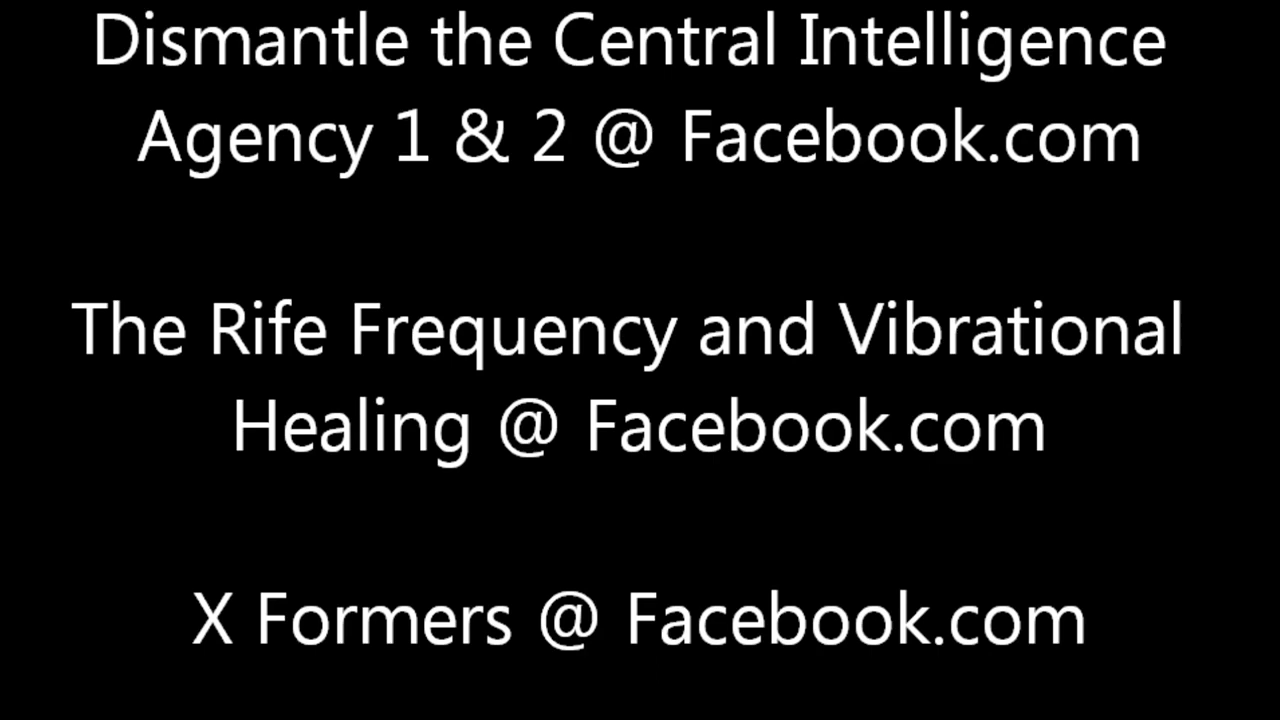 Dismantle the Central Intelligence
Agency 1 & 2 @ Facebook.com
The Rife Frequency and Vibrational
Healing @ Facebook.com
X Formers @ Facebook.com